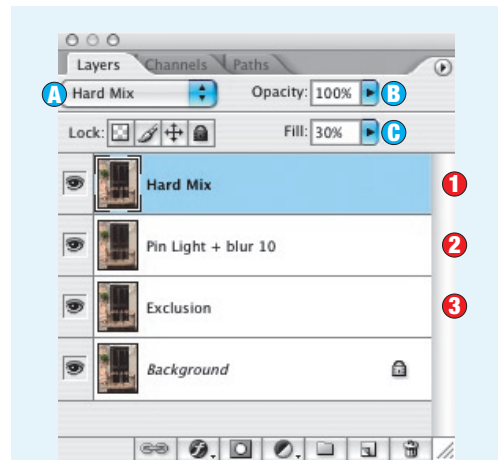 Layers Channels Paths
A Hard Mix Opacity: 100% B
Lock: Fill: 30% C
Hard Mix 1
Pin Light + blur 10 2
Exclusion 3
Background